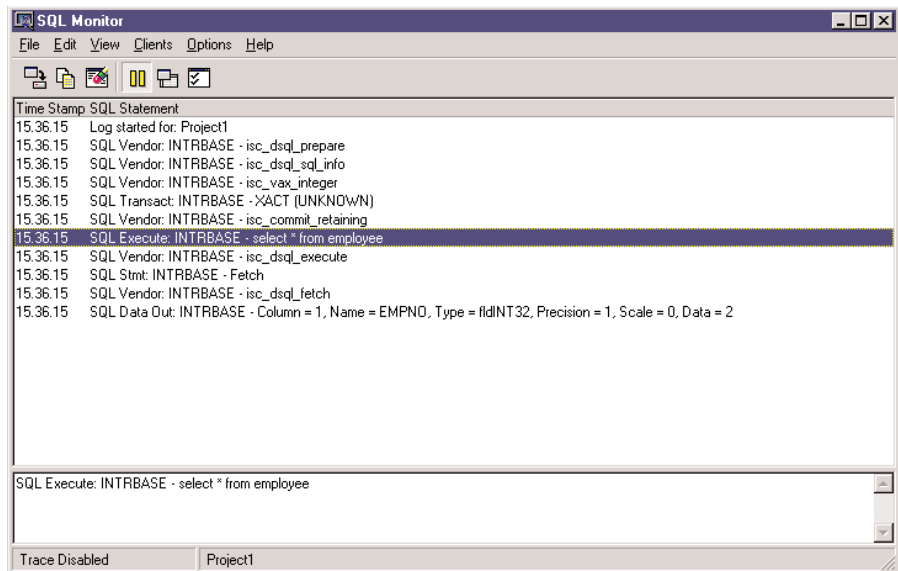 SQL Monitor
File Edit View Clients Options Help
Time Stamp SQL Statement
15.36.15 Log started for: Project1
15.36.15 SQL Vendor: INTRBASE - isc_dsql_prepare
15.36.15 SQL Vendor: INTRBASE - isc_dsql_sql_info
15.36.15 SQL Vendor: INTRBASE - isc_vax_integer
15.36.15 SQL Transact: INTRBASE - XACT (UNKNOWN)
15.36.15 SQL Vendor: INTRBASE - isc_commit_retaining
15.36.15 SQL Execute: INTRBASE - select * from employee
15.36.15 SQL Vendor: INTRBASE - isc_dsql_execute
15.36.15 SQL Stmt: INTRBASE - Fetch
15.36.15 SQL Vendor: INTRBASE - isc_dsql_fetch
15.36.15 SQL Data Out: INTRBASE - Column = 1, Name = EMPNO, Type = fldINT32, Precision = 1, Scale = 0, Data = 2
SQL Execute: INTRBASE - select * from employee
Trace Disabled Project1